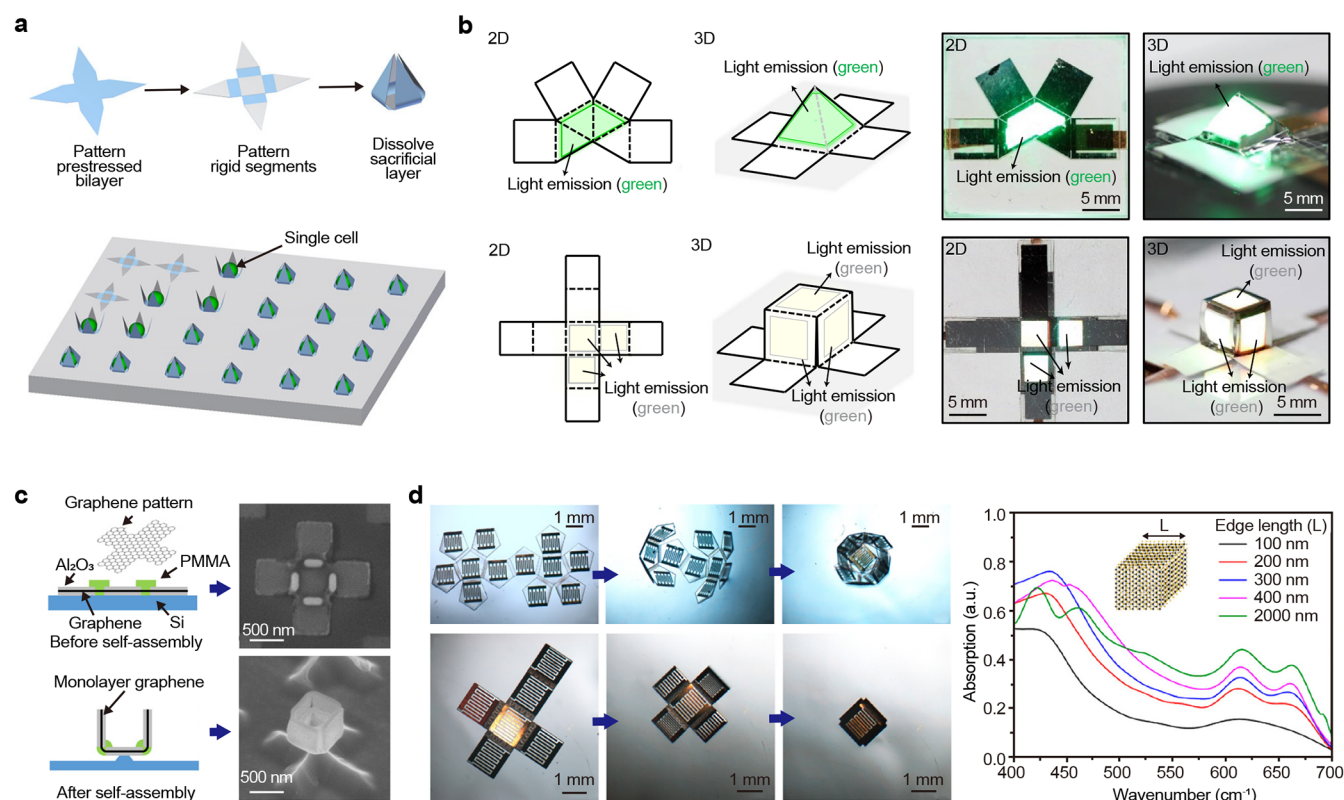 a
Pattern
prestressed
bilayer
Pattern
rigid segments
Dissolve
sacrificial
layer
Single cell
b
2D
Light emission (green)
3D
Light emission (green)
2D
Light emission (green)
5 mm
3D
Light emission (green)
5 mm
2D
Light emission
(green)
3D
Light emission
(green)
Light emission
(green)
2D
Light emission
(green)
5 mm
3D
Light emission
(green)
Light emission
(green)
5 mm
c
Graphene pattern
Al₂O₃
PMMA
Graphene
Si
Before self-assembly
500 nm
Monolayer graphene
After self-assembly
500 nm
d
1 mm
1 mm
1 mm
1 mm
1 mm
1 mm
Absorption (a.u.)
1.0
0.8
0.6
0.4
0.2
0.0
L
Edge length (L)
100 nm
200 nm
300 nm
400 nm
2000 nm
400
450
500
550
600
650
700
Wavenumber (cm⁻¹)